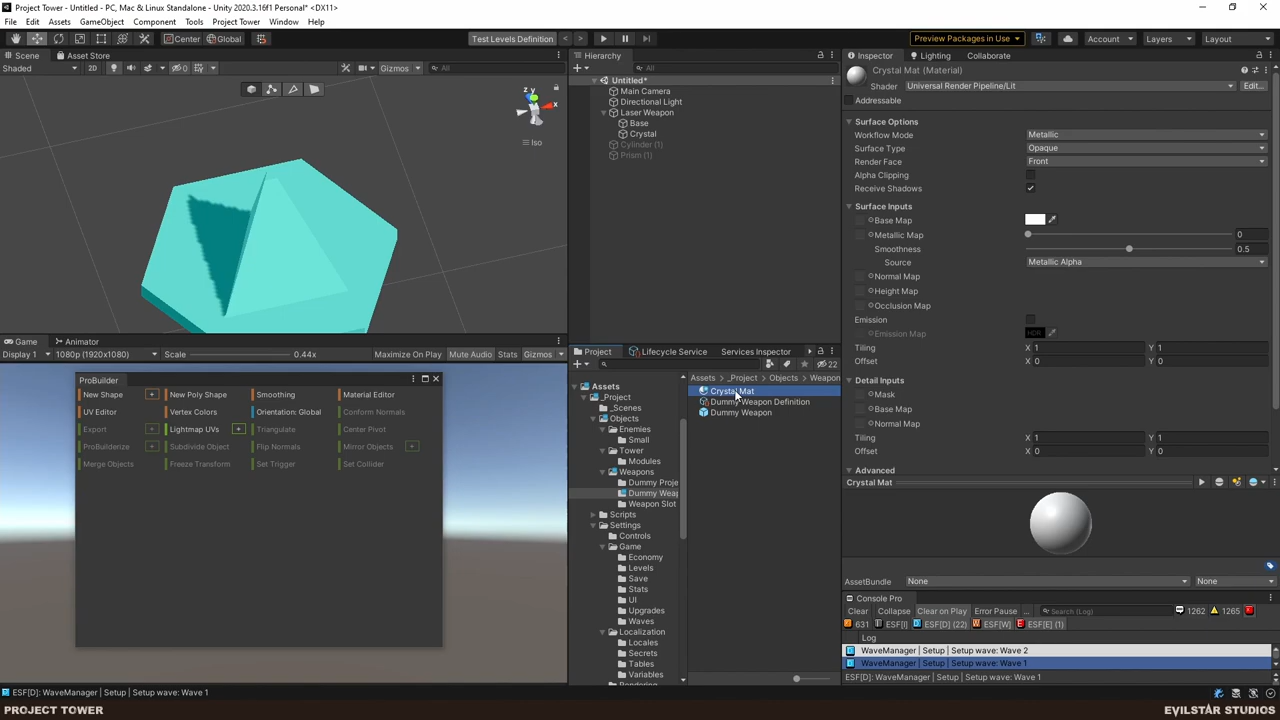 Project Tower - Untitled - PC, Mac & Linux Standalone - Unity 2020.3.16f1 Personal* <DX11>
File Edit Assets GameObject Component Tools Project Tower Window Help
Center Global Test Levels Definition Preview Packages in Use Account Layers Layout
Scene Asset Store
Shaded 2D 0 Gizmos All
z y
Iso
Hierarchy
All
Untitled*
Main Camera
Directional Light
Laser Weapon
Base
Crystal
Cylinder (1)
Prism (1)
Inspector Lighting Collaborate
Crystal Mat (Material)
Shader Universal Render Pipeline/Lit Edit...
Addressable
Surface Options
Workflow Mode Metallic
Surface Type Opaque
Render Face Front
Alpha Clipping
Receive Shadows
Surface Inputs
Base Map
Metallic Map 0
Smoothness 0.5
Source Metallic Alpha
Normal Map
Height Map
Occlusion Map
Emission
Emission Map HDR
Tiling X 1 Y 1
Offset X 0 Y 0
Detail Inputs
Mask
Base Map
Normal Map
Tiling X 1 Y 1
Offset X 0 Y 0
Advanced
Crystal Mat
AssetBundle None None
Game Animator
Display 1 1080p (1920x1080) Scale 0.44x Maximize On Play Mute Audio Stats Gizmos
ProBuilder
New Shape + New Poly Shape Smoothing Material Editor
UV Editor Vertex Colors Orientation: Global Conform Normals
Export + Lightmap UVs + Triangulate Center Pivot
ProBuilderize + Subdivide Object Flip Normals Mirror Objects +
Merge Objects Freeze Transform Set Trigger Set Collider
Project Lifecycle Service Services Inspector
22
Assets
_Project
_Scenes
Objects
Enemies
Small
Tower
Modules
Weapons
Dummy Proje
Dummy Weap
Weapon Slot
Scripts
Settings
Controls
Game
Economy
Levels
Save
Stats
UI
Upgrades
Waves
Localization
Locales
Secrets
Tables
Variables
Assets > _Project > Objects > Weapon
Crystal Mat
Dummy Weapon Definition
Dummy Weapon
Console Pro
Clear Collapse Clear on Play Error Pause ... Search (Log) 1262 1265
631 ESF[I] ESF[D] (22) ESF[W] ESF[E] (1)
Log
WaveManager | Setup | Setup wave: Wave 2
WaveManager | Setup | Setup wave: Wave 1
ESF[D]: WaveManager | Setup | Setup wave: Wave 1
ESF[D]: WaveManager | Setup | Setup wave: Wave 1
PROJECT TOWER EVILSTAR STUDIOS